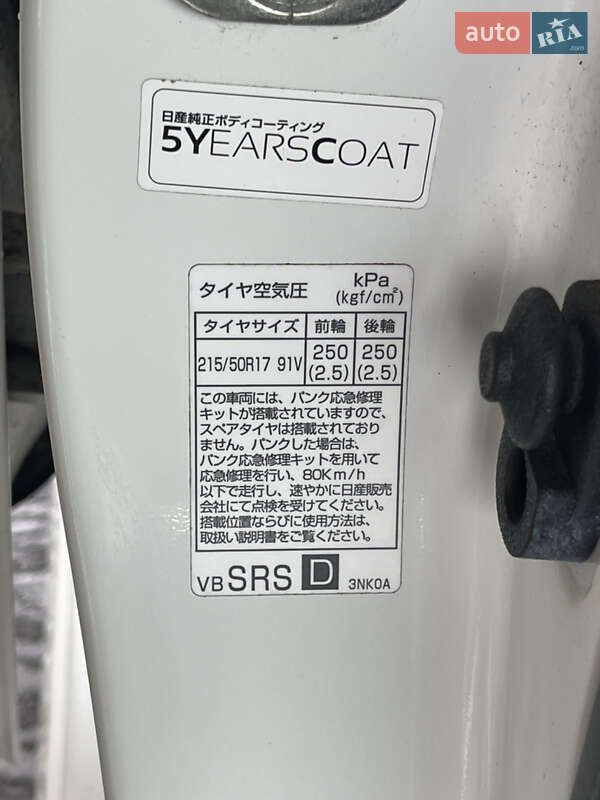 auto RIA.com
日産純正ボディコーティング
5YEARSCOAT
タイヤ空気圧 kPa (kgf/cm²)
タイヤサイズ 前輪 後輪
215/50R17 91V 250 (2.5) 250 (2.5)
この車両には、パンク応急修理
キットが搭載されていますので、
スペアタイヤは搭載されており
ません。パンクした場合は、
パンク応急修理キットを用いて
応急修理を行い、80Km/h
以下で走行し、速やかに日産販売
会社にて点検を受けてください。
搭載位置ならびに使用方法は、
取扱い説明書をご覧ください。
VB SRS D 3NK0A